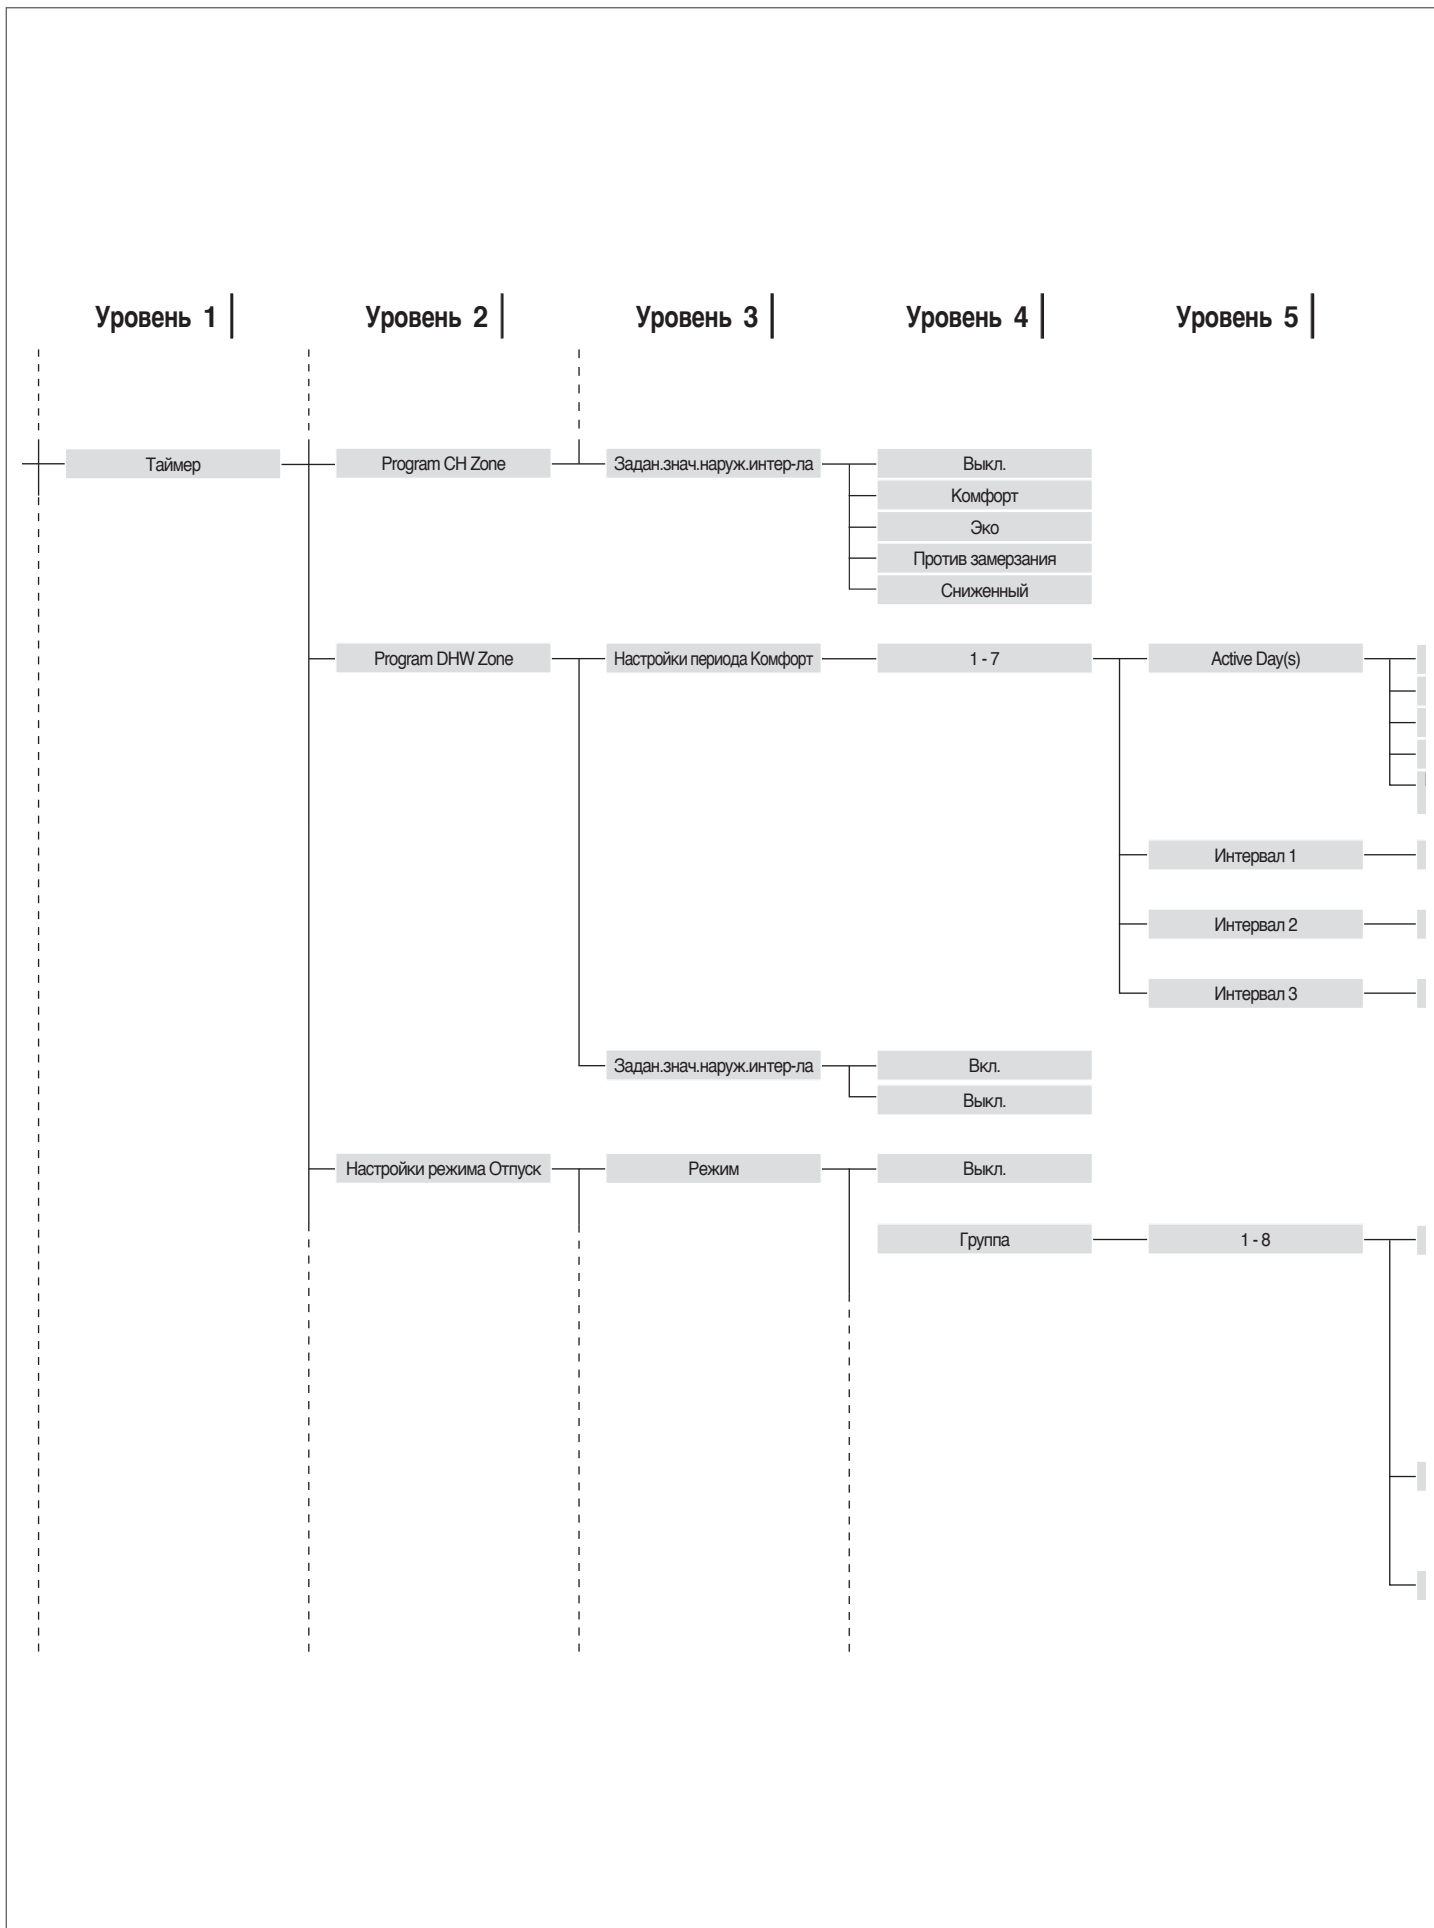 Уровень 1
Уровень 2
Уровень 3
Уровень 4
Уровень 5
Таймер
Program CH Zone
Задан.знач.наруж.интер-ла
Выкл.
Комфорт
Эко
Против замерзания
Сниженный
Program DHW Zone
Настройки периода Комфорт
1 - 7
Active Day(s)
Интервал 1
Интервал 2
Интервал 3
Задан.знач.наруж.интер-ла
Вкл.
Выкл.
Настройки режима Отпуск
Режим
Выкл.
Группа
1 - 8